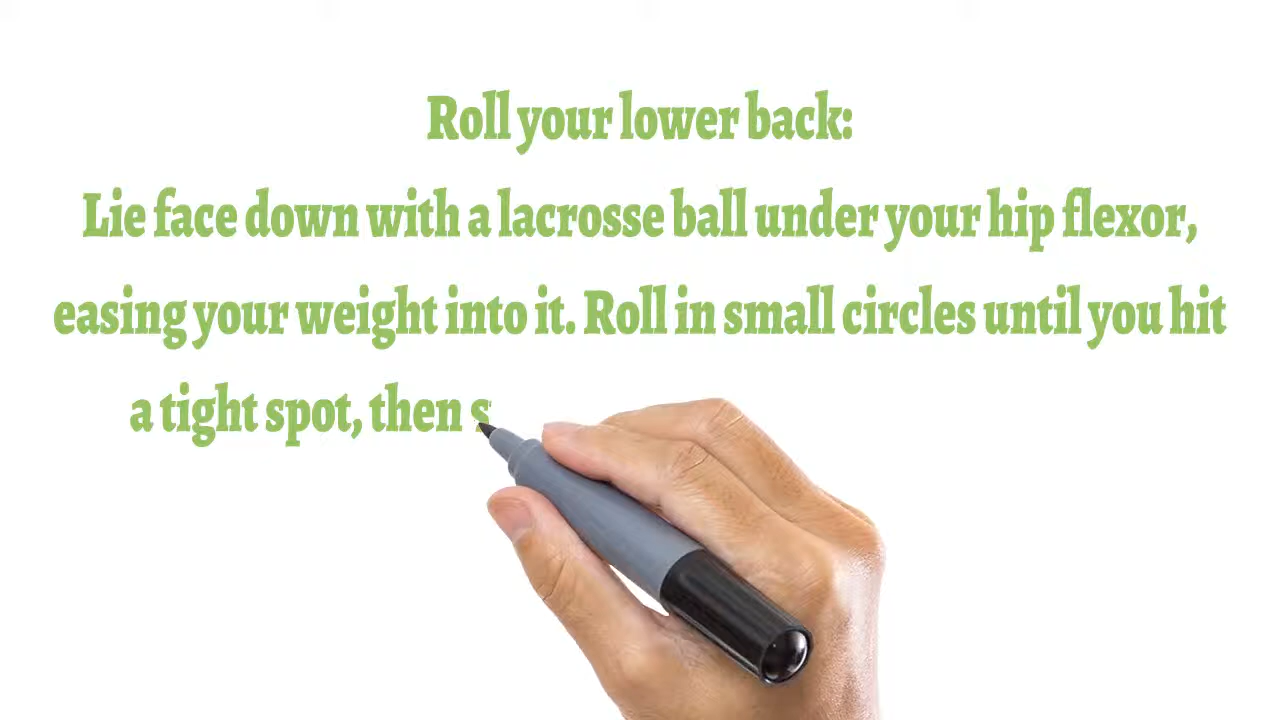 Roll your lower back:
Lie face down with a lacrosse ball under your hip flexor,
easing your weight into it. Roll in small circles until you hit
a tight spot, then s